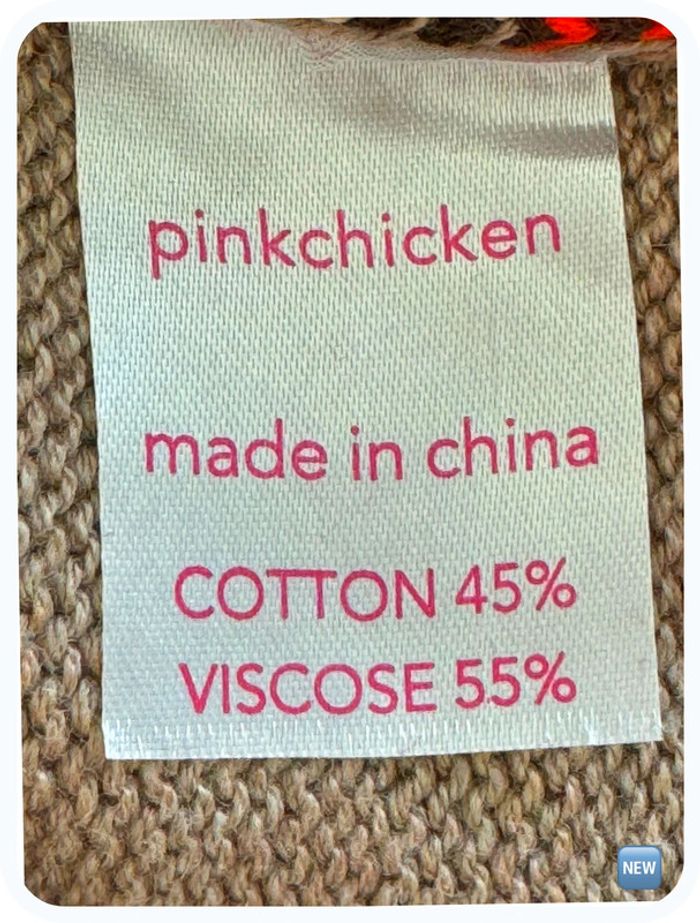 pinkchicken
made in china
COTTON 45%
VISCOSE 55%
NEW